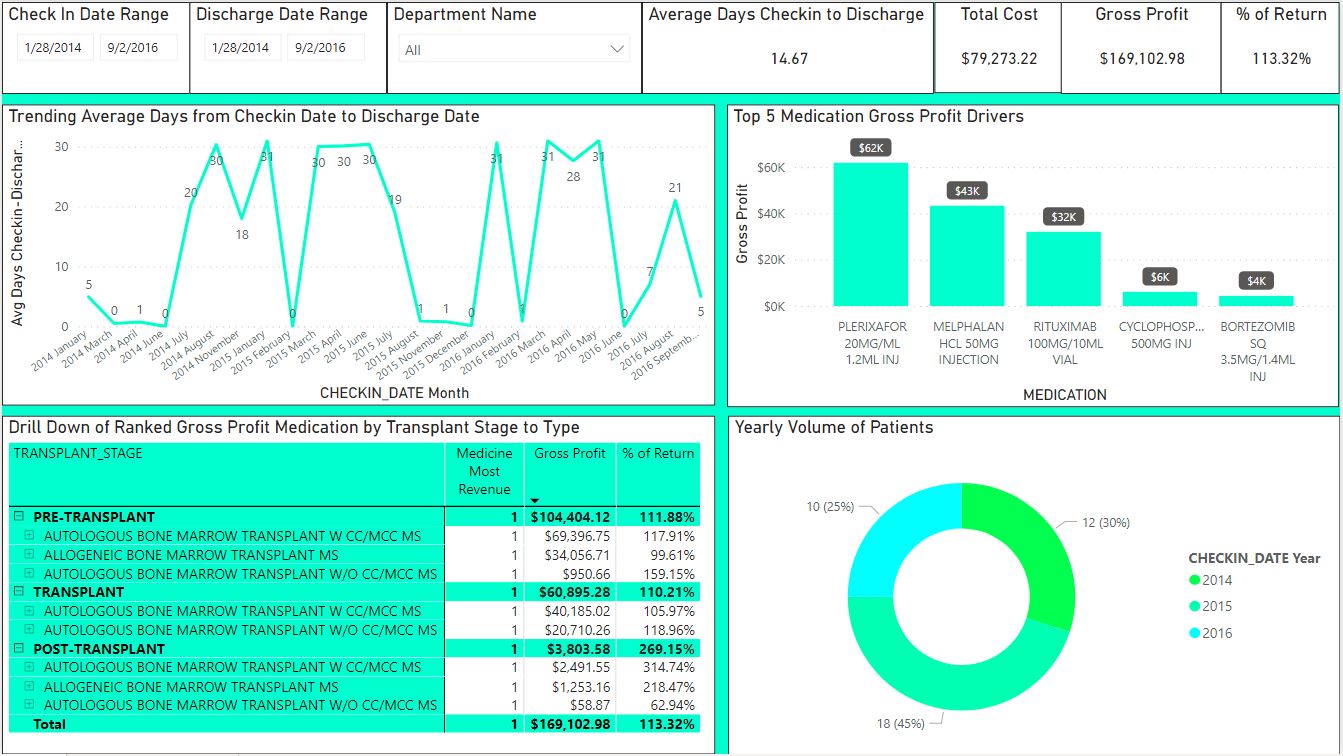 Check In Date Range
1/28/2014 9/2/2016
Discharge Date Range
1/28/2014 9/2/2016
Department Name
All
Average Days Checkin to Discharge
14.67
Total Cost
$79,273.22
Gross Profit
$169,102.98
% of Return
113.32%
Trending Average Days from Checkin Date to Discharge Date
Avg Days Checkin-Dischar...
30
20
10
0
5
0
1
0
20
30
18
31
0
30
30
30
19
1
1
0
31
1
31
28
31
0
7
21
5
2014 January
2014 March
2014 April
2014 June
2014 July
2014 August
2014 November
2015 January
2015 February
2015 March
2015 April
2015 June
2015 July
2015 August
2015 November
2015 December
2016 January
2016 February
2016 March
2016 April
2016 May
2016 June
2016 July
2016 August
2016 Septemb...
CHECKIN_DATE Month
Top 5 Medication Gross Profit Drivers
Gross Profit
$60K
$40K
$20K
$0K
$62K
$43K
$32K
$6K
$4K
PLERIXAFOR
20MG/ML
1.2ML INJ
MELPHALAN
HCL 50MG
INJECTION
RITUXIMAB
100MG/10ML
VIAL
CYCLOPHOSP...
500MG INJ
BORTEZOMIB
SQ
3.5MG/1.4ML
INJ
MEDICATION
Drill Down of Ranked Gross Profit Medication by Transplant Stage to Type
TRANSPLANT_STAGE
Medicine
Most
Revenue
Gross Profit
% of Return
PRE-TRANSPLANT 1 $104,404.12 111.88%
AUTOLOGOUS BONE MARROW TRANSPLANT W CC/MCC MS 1 $69,396.75 117.91%
ALLOGENEIC BONE MARROW TRANSPLANT MS 1 $34,056.71 99.61%
AUTOLOGOUS BONE MARROW TRANSPLANT W/O CC/MCC MS 1 $950.66 159.15%
TRANSPLANT 1 $60,895.28 110.21%
AUTOLOGOUS BONE MARROW TRANSPLANT W CC/MCC MS 1 $40,185.02 105.97%
AUTOLOGOUS BONE MARROW TRANSPLANT W/O CC/MCC MS 1 $20,710.26 118.96%
POST-TRANSPLANT 1 $3,803.58 269.15%
AUTOLOGOUS BONE MARROW TRANSPLANT W CC/MCC MS 1 $2,491.55 314.74%
ALLOGENEIC BONE MARROW TRANSPLANT MS 1 $1,253.16 218.47%
AUTOLOGOUS BONE MARROW TRANSPLANT W/O CC/MCC MS 1 $58.87 62.94%
Total 1 $169,102.98 113.32%
Yearly Volume of Patients
10 (25%)
12 (30%)
18 (45%)
CHECKIN_DATE Year
2014
2015
2016